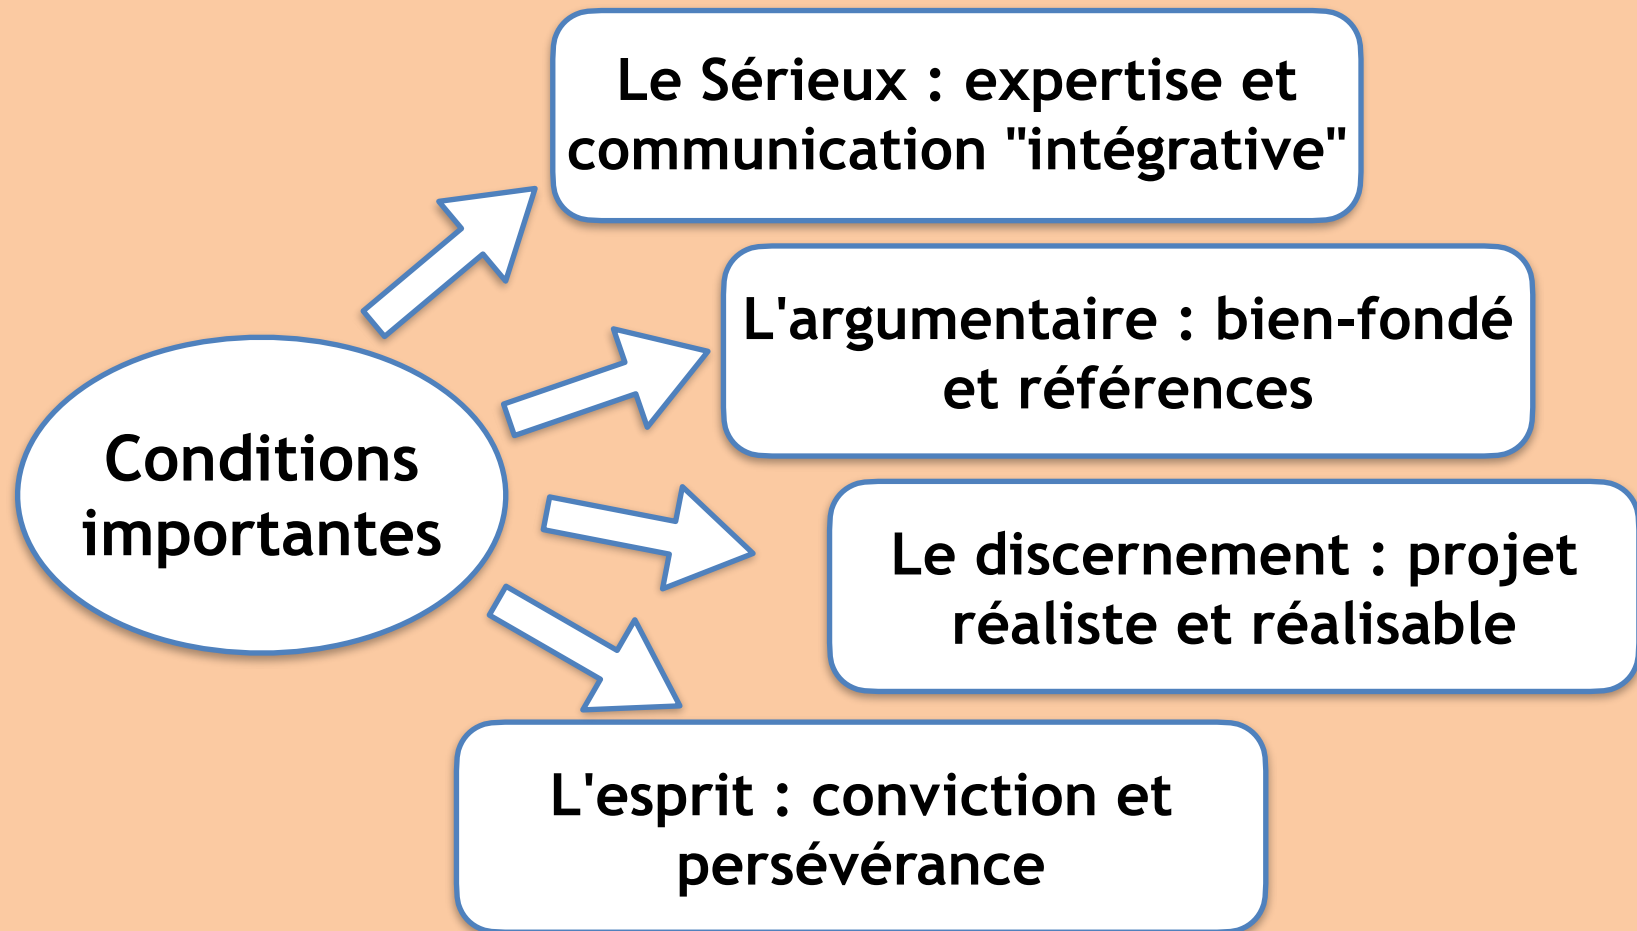 Le Sérieux : expertise et
communication "intégrative"
L'argumentaire : bien-fondé
et références
Conditions
importantes
Le discernement : projet
réaliste et réalisable
L'esprit : conviction et
persévérance